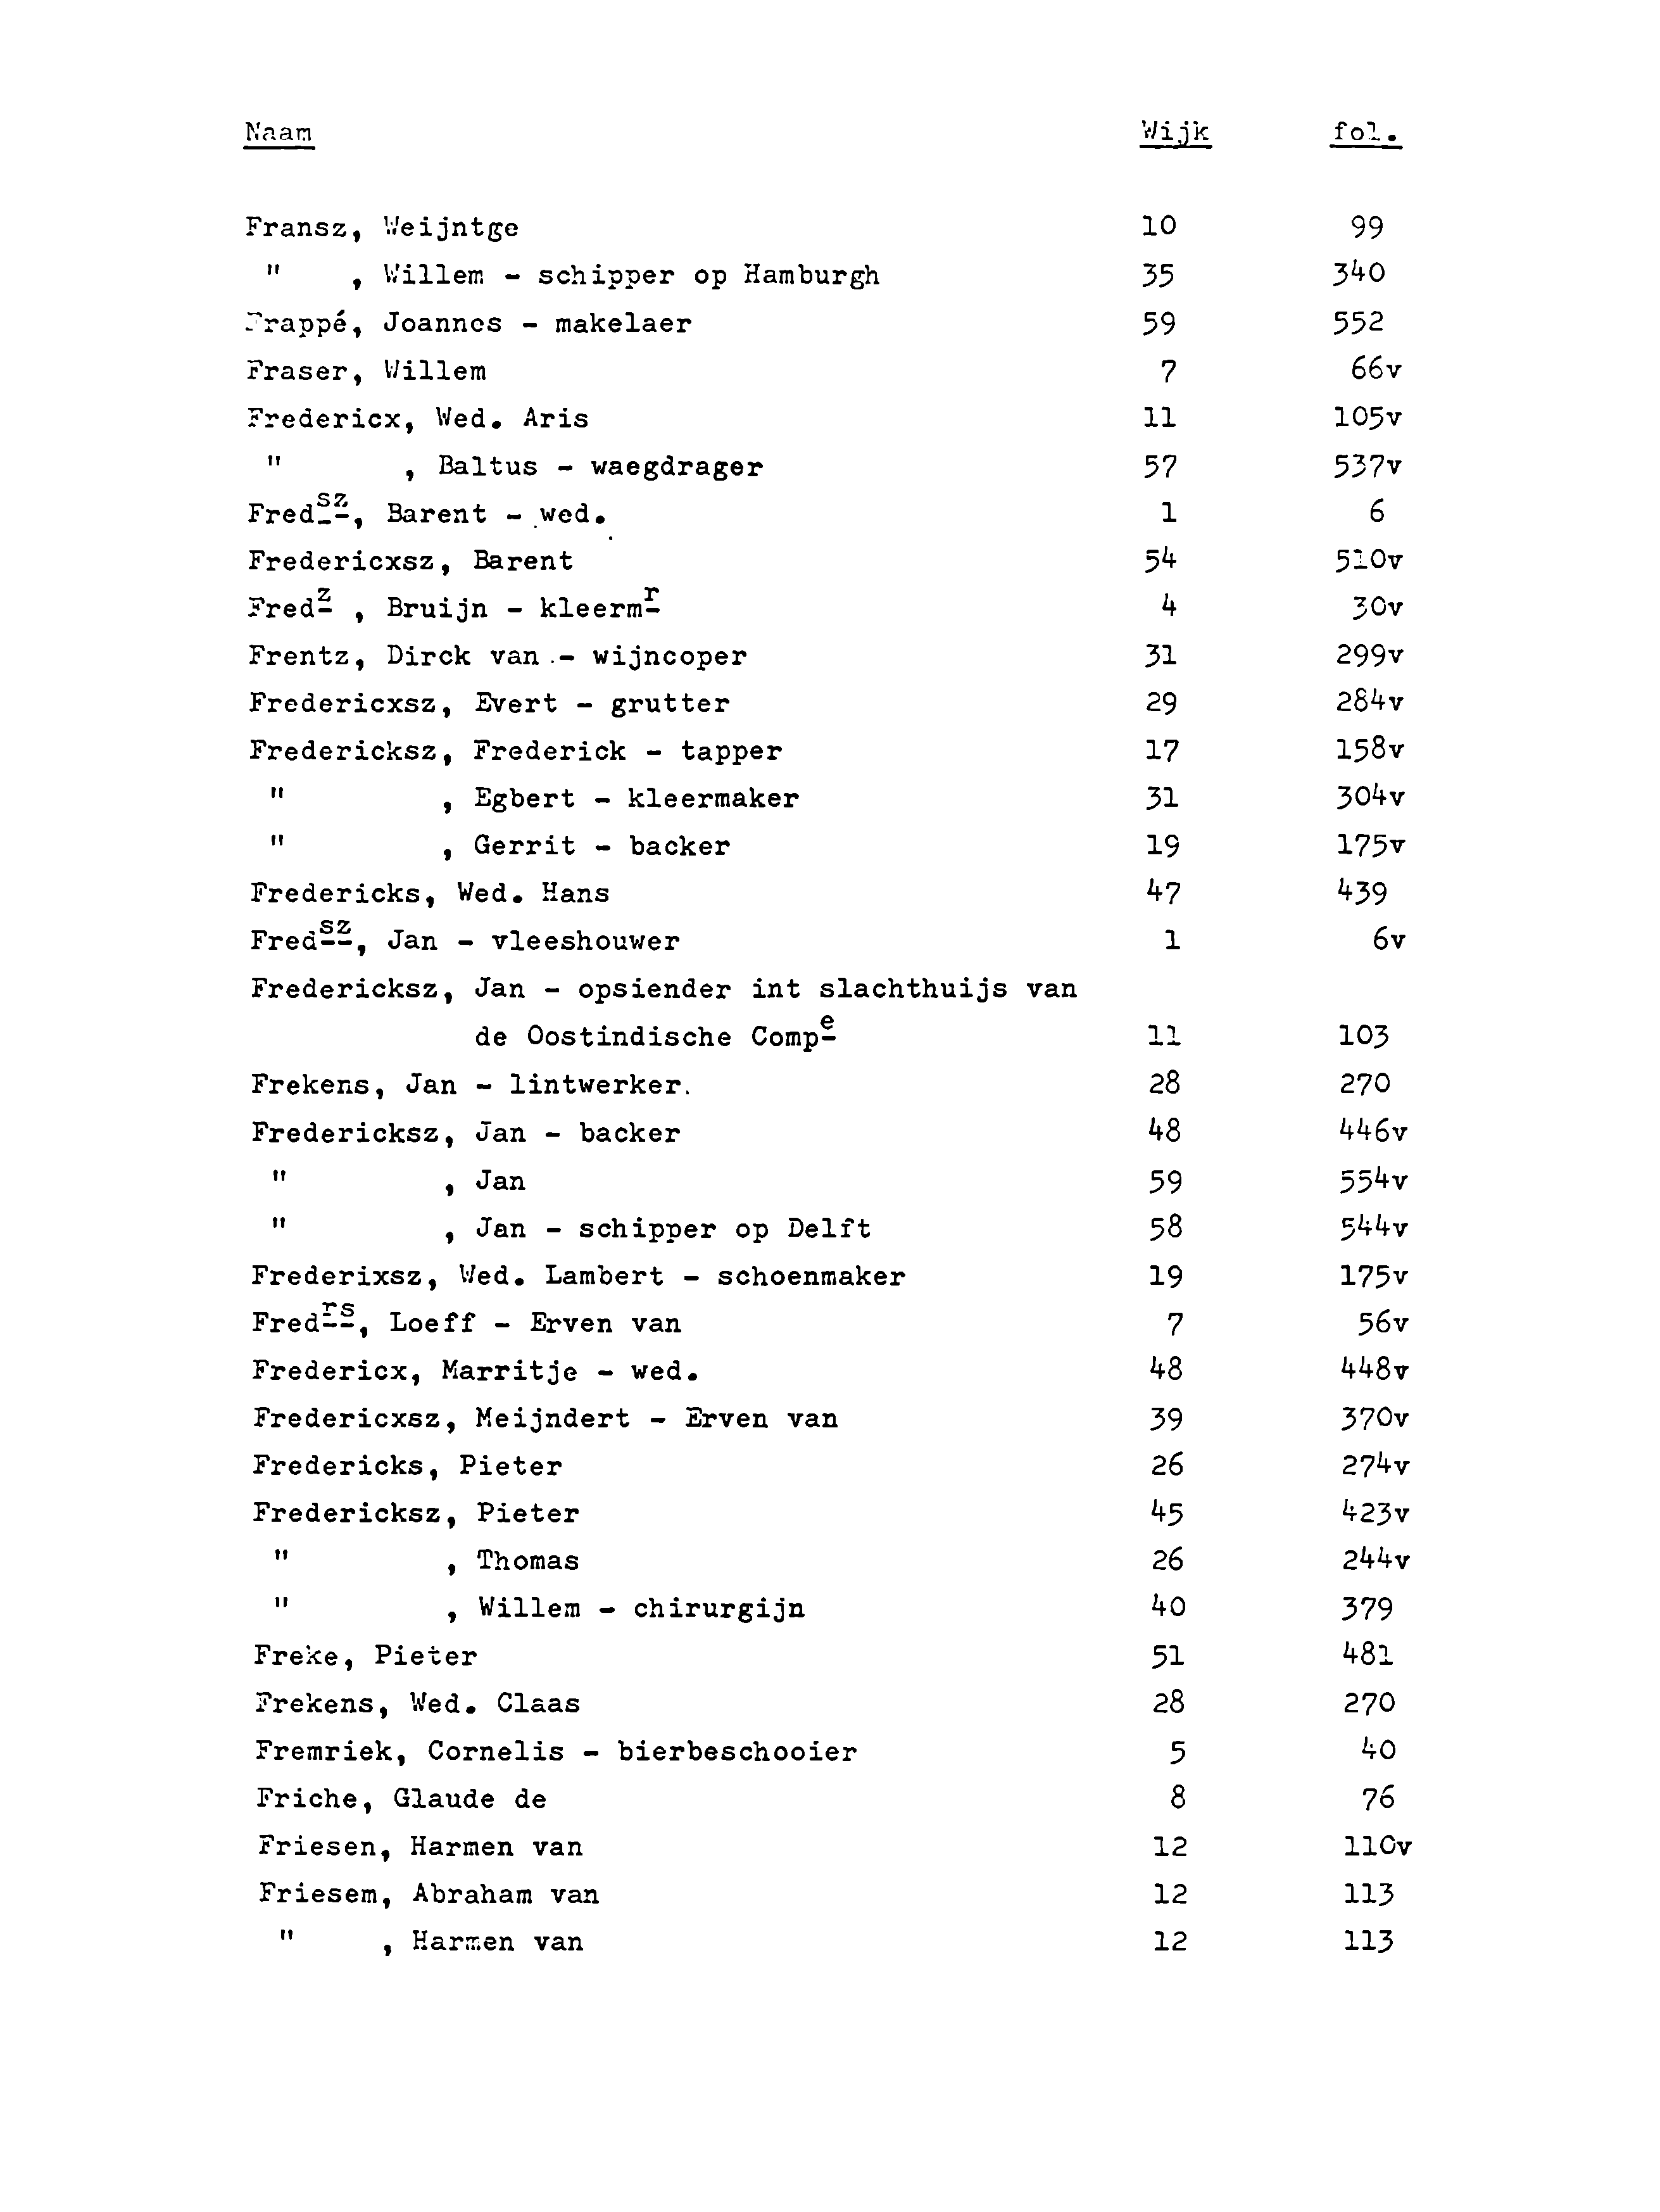 Naam Wijk fol.
Fransz, Weijntge 10 99
" , Willem - schipper op Hamburgh 35 340
Frappé, Joannes - makelaer 59 552
Fraser, Willem 7 66v
Fredericx, Wed. Aris 11 105v
" , Baltus - waegdrager 57 537v
Fredsz, Barent - wed. 1 6
Fredericxsz, Barent 54 510v
Fredz , Bruijn - kleermr 4 30v
Frentz, Dirck van - wijncoper 31 299v
Fredericxsz, Evert - grutter 29 284v
Fredericksz, Frederick - tapper 17 158v
" , Egbert - kleermaker 31 304v
" , Gerrit - backer 19 175v
Fredericks, Wed. Hans 47 439
Fredsz, Jan - vleeshouwer 1 6v
Fredericksz, Jan - opsiender int slachthuijs van
de Oostindische Compe 11 103
Frekens, Jan - lintwerker. 28 270
Fredericksz, Jan - backer 48 446v
" , Jan 59 554v
" , Jan - schipper op Delft 58 544v
Frederixsz, Wed. Lambert - schoenmaker 19 175v
Fredrs, Loeff - Erven van 7 56v
Fredericx, Marritje - wed. 48 448v
Fredericxsz, Meijndert - Erven van 39 370v
Fredericks, Pieter 26 274v
Fredericksz, Pieter 45 423v
" , Thomas 26 244v
" , Willem - chirurgijn 40 379
Freke, Pieter 51 481
Frekens, Wed. Claas 28 270
Fremriek, Cornelis - bierbeschooier 5 40
Friche, Glaude de 8 76
Friesen, Harmen van 12 110v
Friesem, Abraham van 12 113
" , Harmen van 12 113